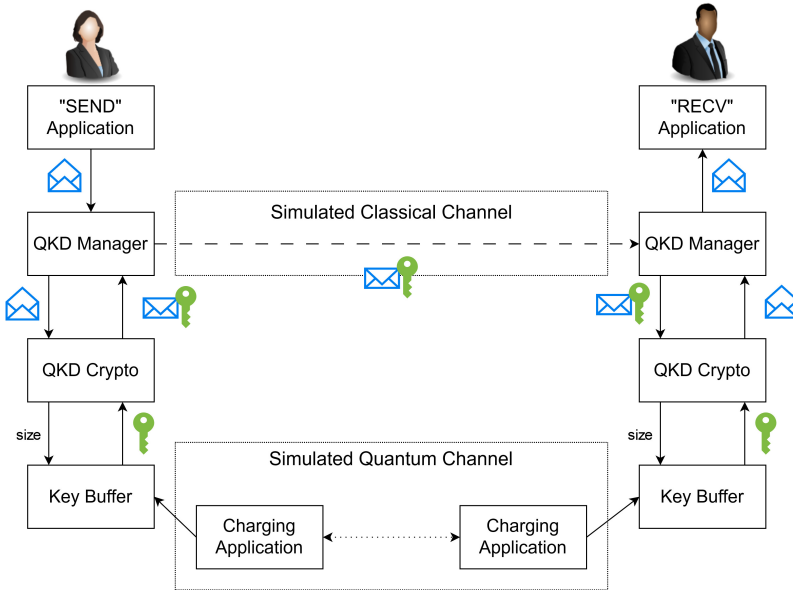 "SEND"
Application
"RECV"
Application
Simulated Classical Channel
QKD Manager
QKD Manager
QKD Crypto
QKD Crypto
size
size
Simulated Quantum Channel
Key Buffer
Key Buffer
Charging
Application
Charging
Application